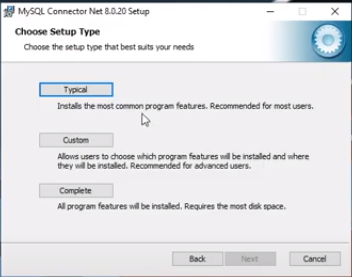 MySQL Connector Net 8.0.20 Setup
Choose Setup Type
Choose the setup type that best suits your needs
Typical
Installs the most common program features. Recommended for most users.
Custom
Allows users to choose which program features will be installed and where
they will be installed. Recommended for advanced users.
Complete
All program features will be installed. Requires the most disk space.
Back Next Cancel